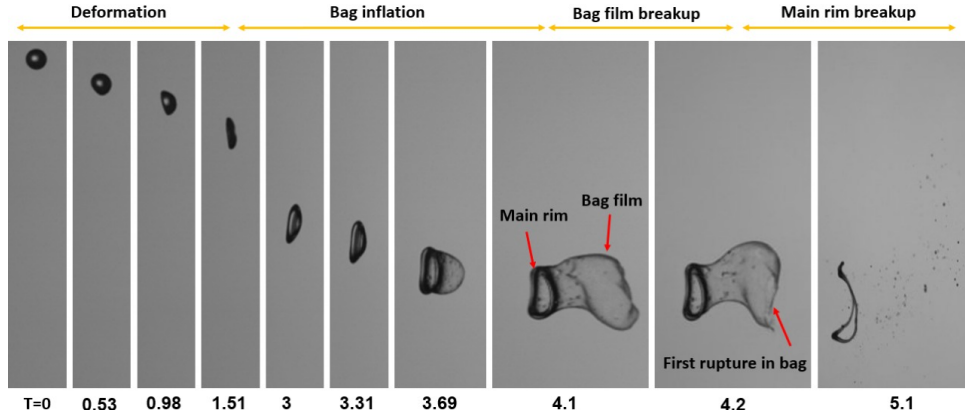 Deformation
Bag inflation
Bag film breakup
Main rim breakup
Bag film
Main rim
First rupture in bag
T=0
0.53
0.98
1.51
3
3.31
3.69
4.1
4.2
5.1